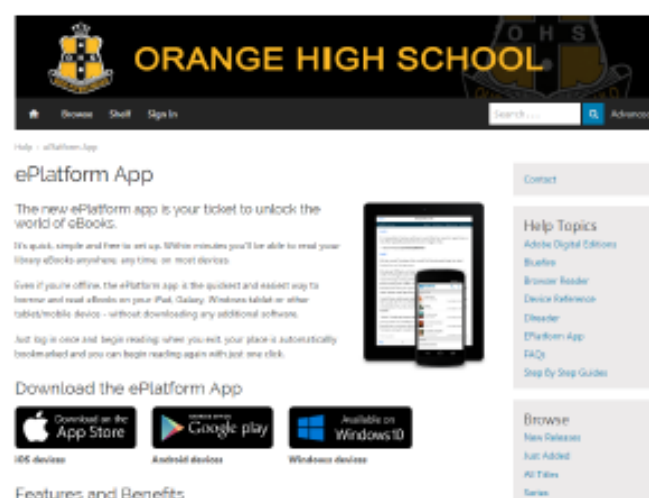 OHS
ORANGE HIGH SCHOOL
Browse Shelf Sign In
Search...
Advanced
Help > ePlatform App
ePlatform App
The new ePlatform app is your ticket to unlock the
world of eBooks.
It's quick, simple and free to set up. Within minutes you'll be able to read your
library eBooks anywhere, any time, on most devices.
Even if you're offline, the ePlatform app is the quickest and easiest way to
borrow and read eBooks on your iPad, Galaxy, Windows tablet or other
tablet/mobile device - without downloading any additional software.
Just log in once and begin reading; when you exit, your place is automatically
bookmarked and you can begin reading again with just one click.
Download the ePlatform App
Download on the
App Store
Google play
Available on
Windows10
iOS devices
Android devices
Windows devices
Features and Benefits
Contact
Help Topics
Adobe Digital Editions
Bluefire
Browser Reader
Device Reference
EPlatform App
FAQs
Step By Step Guides
Browse
New Releases
Just Added
All Titles
Series